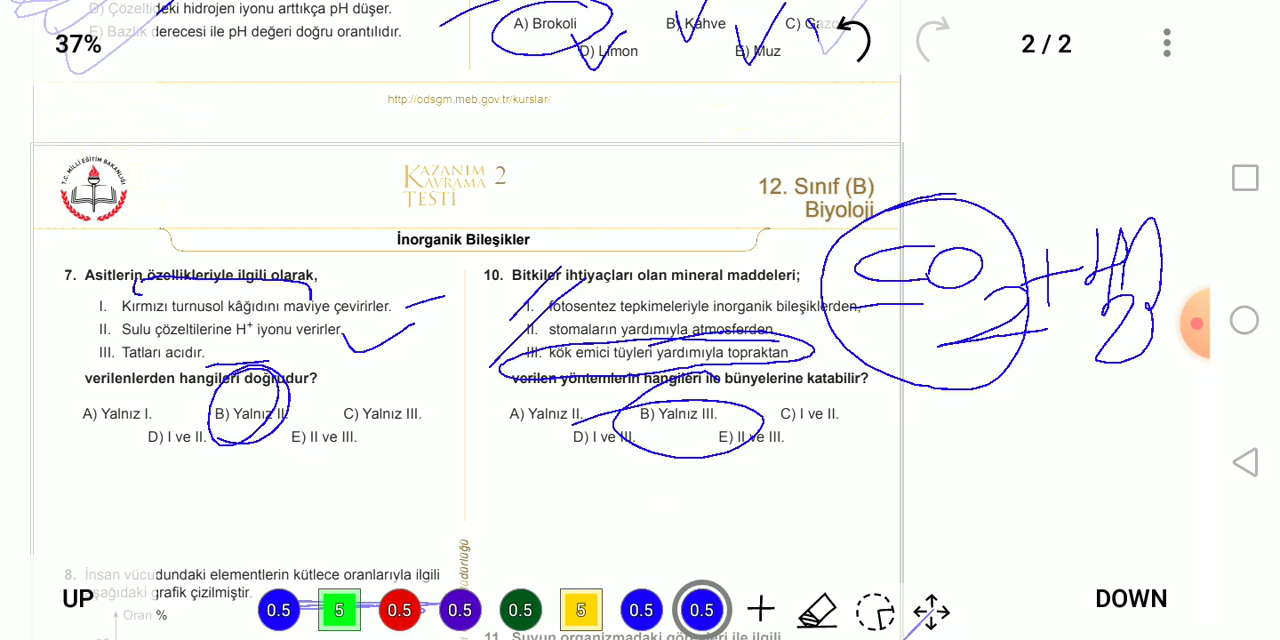 D) Çözeltideki hidrojen iyonu arttıkça pH düşer.
E) Bazlık derecesi ile pH değeri doğru orantılıdır.
A) Brokoli B) Kahve C) Gazo
D) Limon E) Muz
37%
2 / 2
http://odsgm.meb.gov.tr/kurslar/
T.C. MİLLİ EĞİTİM BAKANLIĞI
KAZANIM
KAVRAMA 2
TESTİ
12. Sınıf (B)
Biyoloji
İnorganik Bileşikler
7. Asitlerin özellikleriyle ilgili olarak,
I. Kırmızı turnusol kâğıdını maviye çevirirler.
II. Sulu çözeltilerine H+ iyonu verirler.
III. Tatları acıdır.
verilenlerden hangileri doğrudur?
A) Yalnız I. B) Yalnız II. C) Yalnız III.
D) I ve II. E) II ve III.
8. İnsan vücudundaki elementlerin kütlece oranlarıyla ilgili
aşağıdaki grafik çizilmiştir.
Oran %
10. Bitkiler ihtiyaçları olan mineral maddeleri;
I. fotosentez tepkimeleriyle inorganik bileşiklerden,
II. stomaların yardımıyla atmosferden
III. kök emici tüyleri yardımıyla topraktan
verilen yöntemlerin hangileri ile bünyelerine katabilir?
A) Yalnız II. B) Yalnız III. C) I ve II.
D) I ve III. E) II ve III.
11. Suyun organizmadaki görevleri ile ilgili
UP
0.5 5 0.5 0.5 0.5 5 0.5 0.5
DOWN